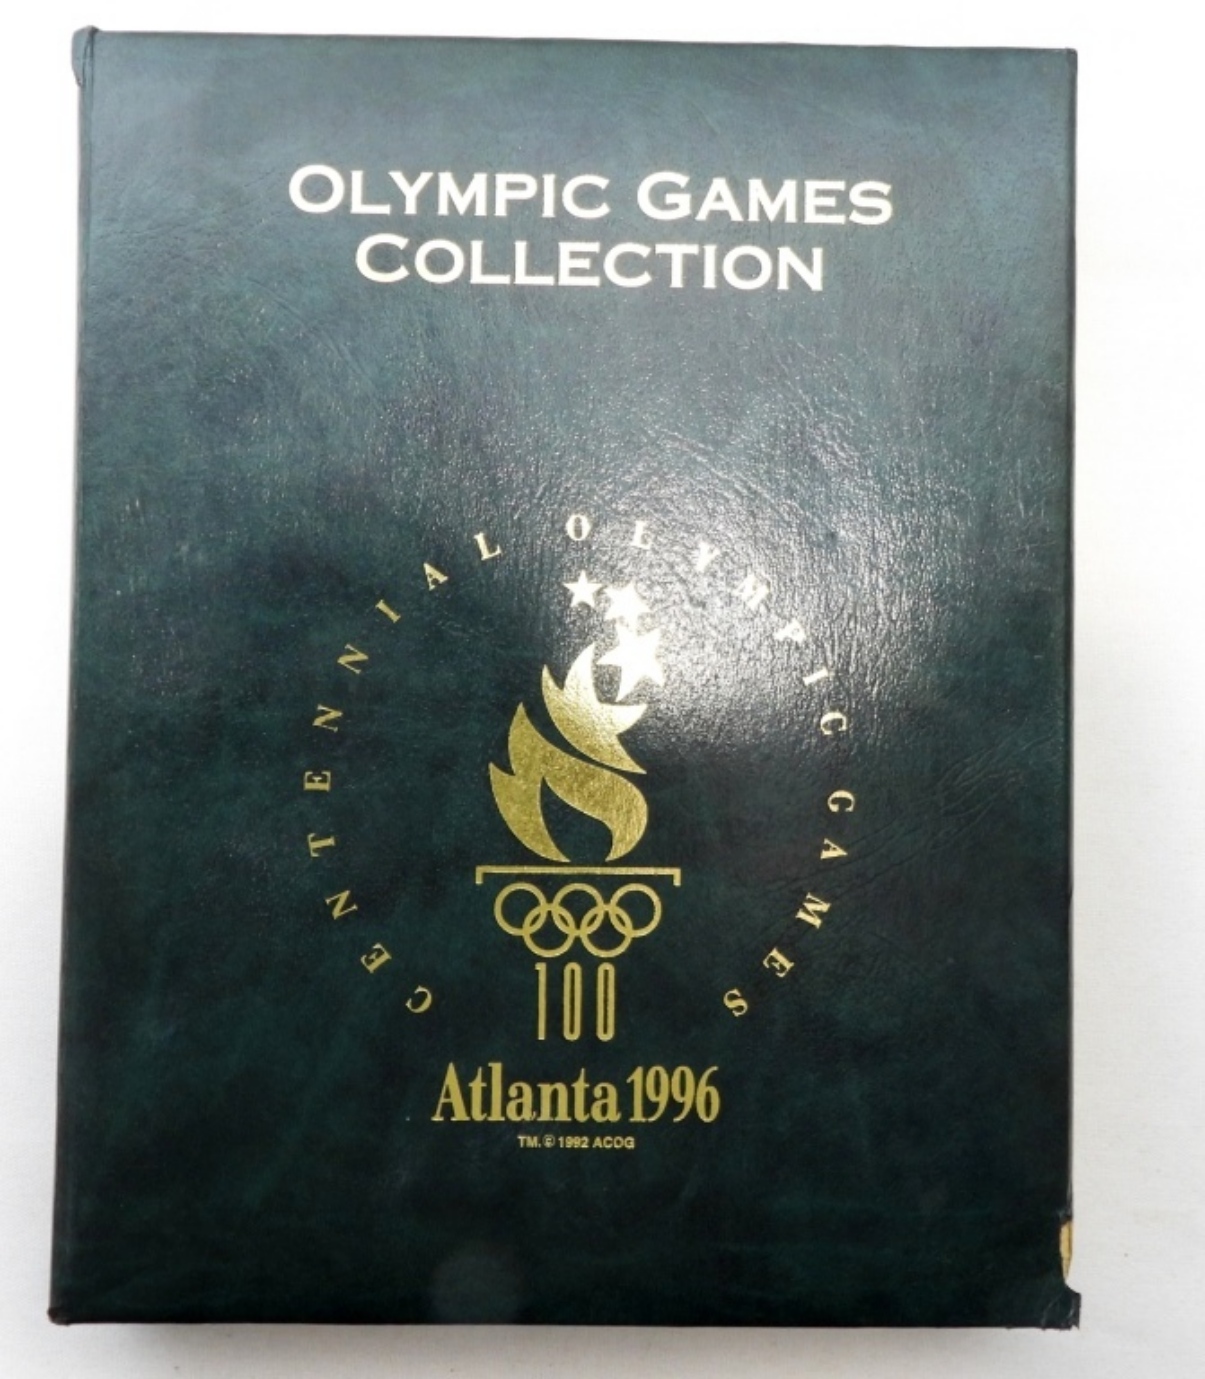 OLYMPIC GAMES
COLLECTION
CENTENNIAL OLYMPIC GAMES
100
Atlanta 1996
TM. © 1992 ACOG